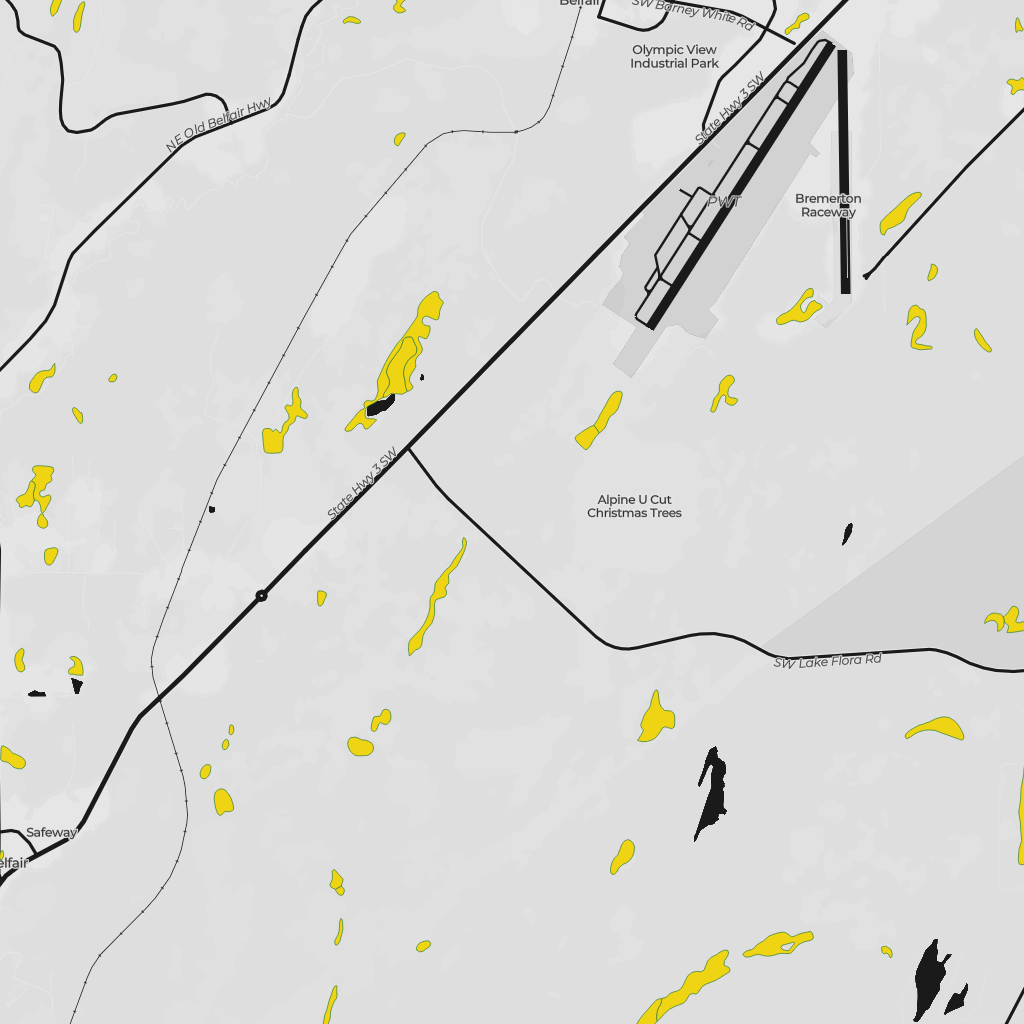 Belfair
SW Barney White Rd
Olympic View
Industrial Park
State Hwy 3 SW
NE Old Belfair Hwy
PWT
Bremerton
Raceway
State Hwy 3 SW
Alpine U Cut
Christmas Trees
SW Lake Flora Rd
Safeway
elfair